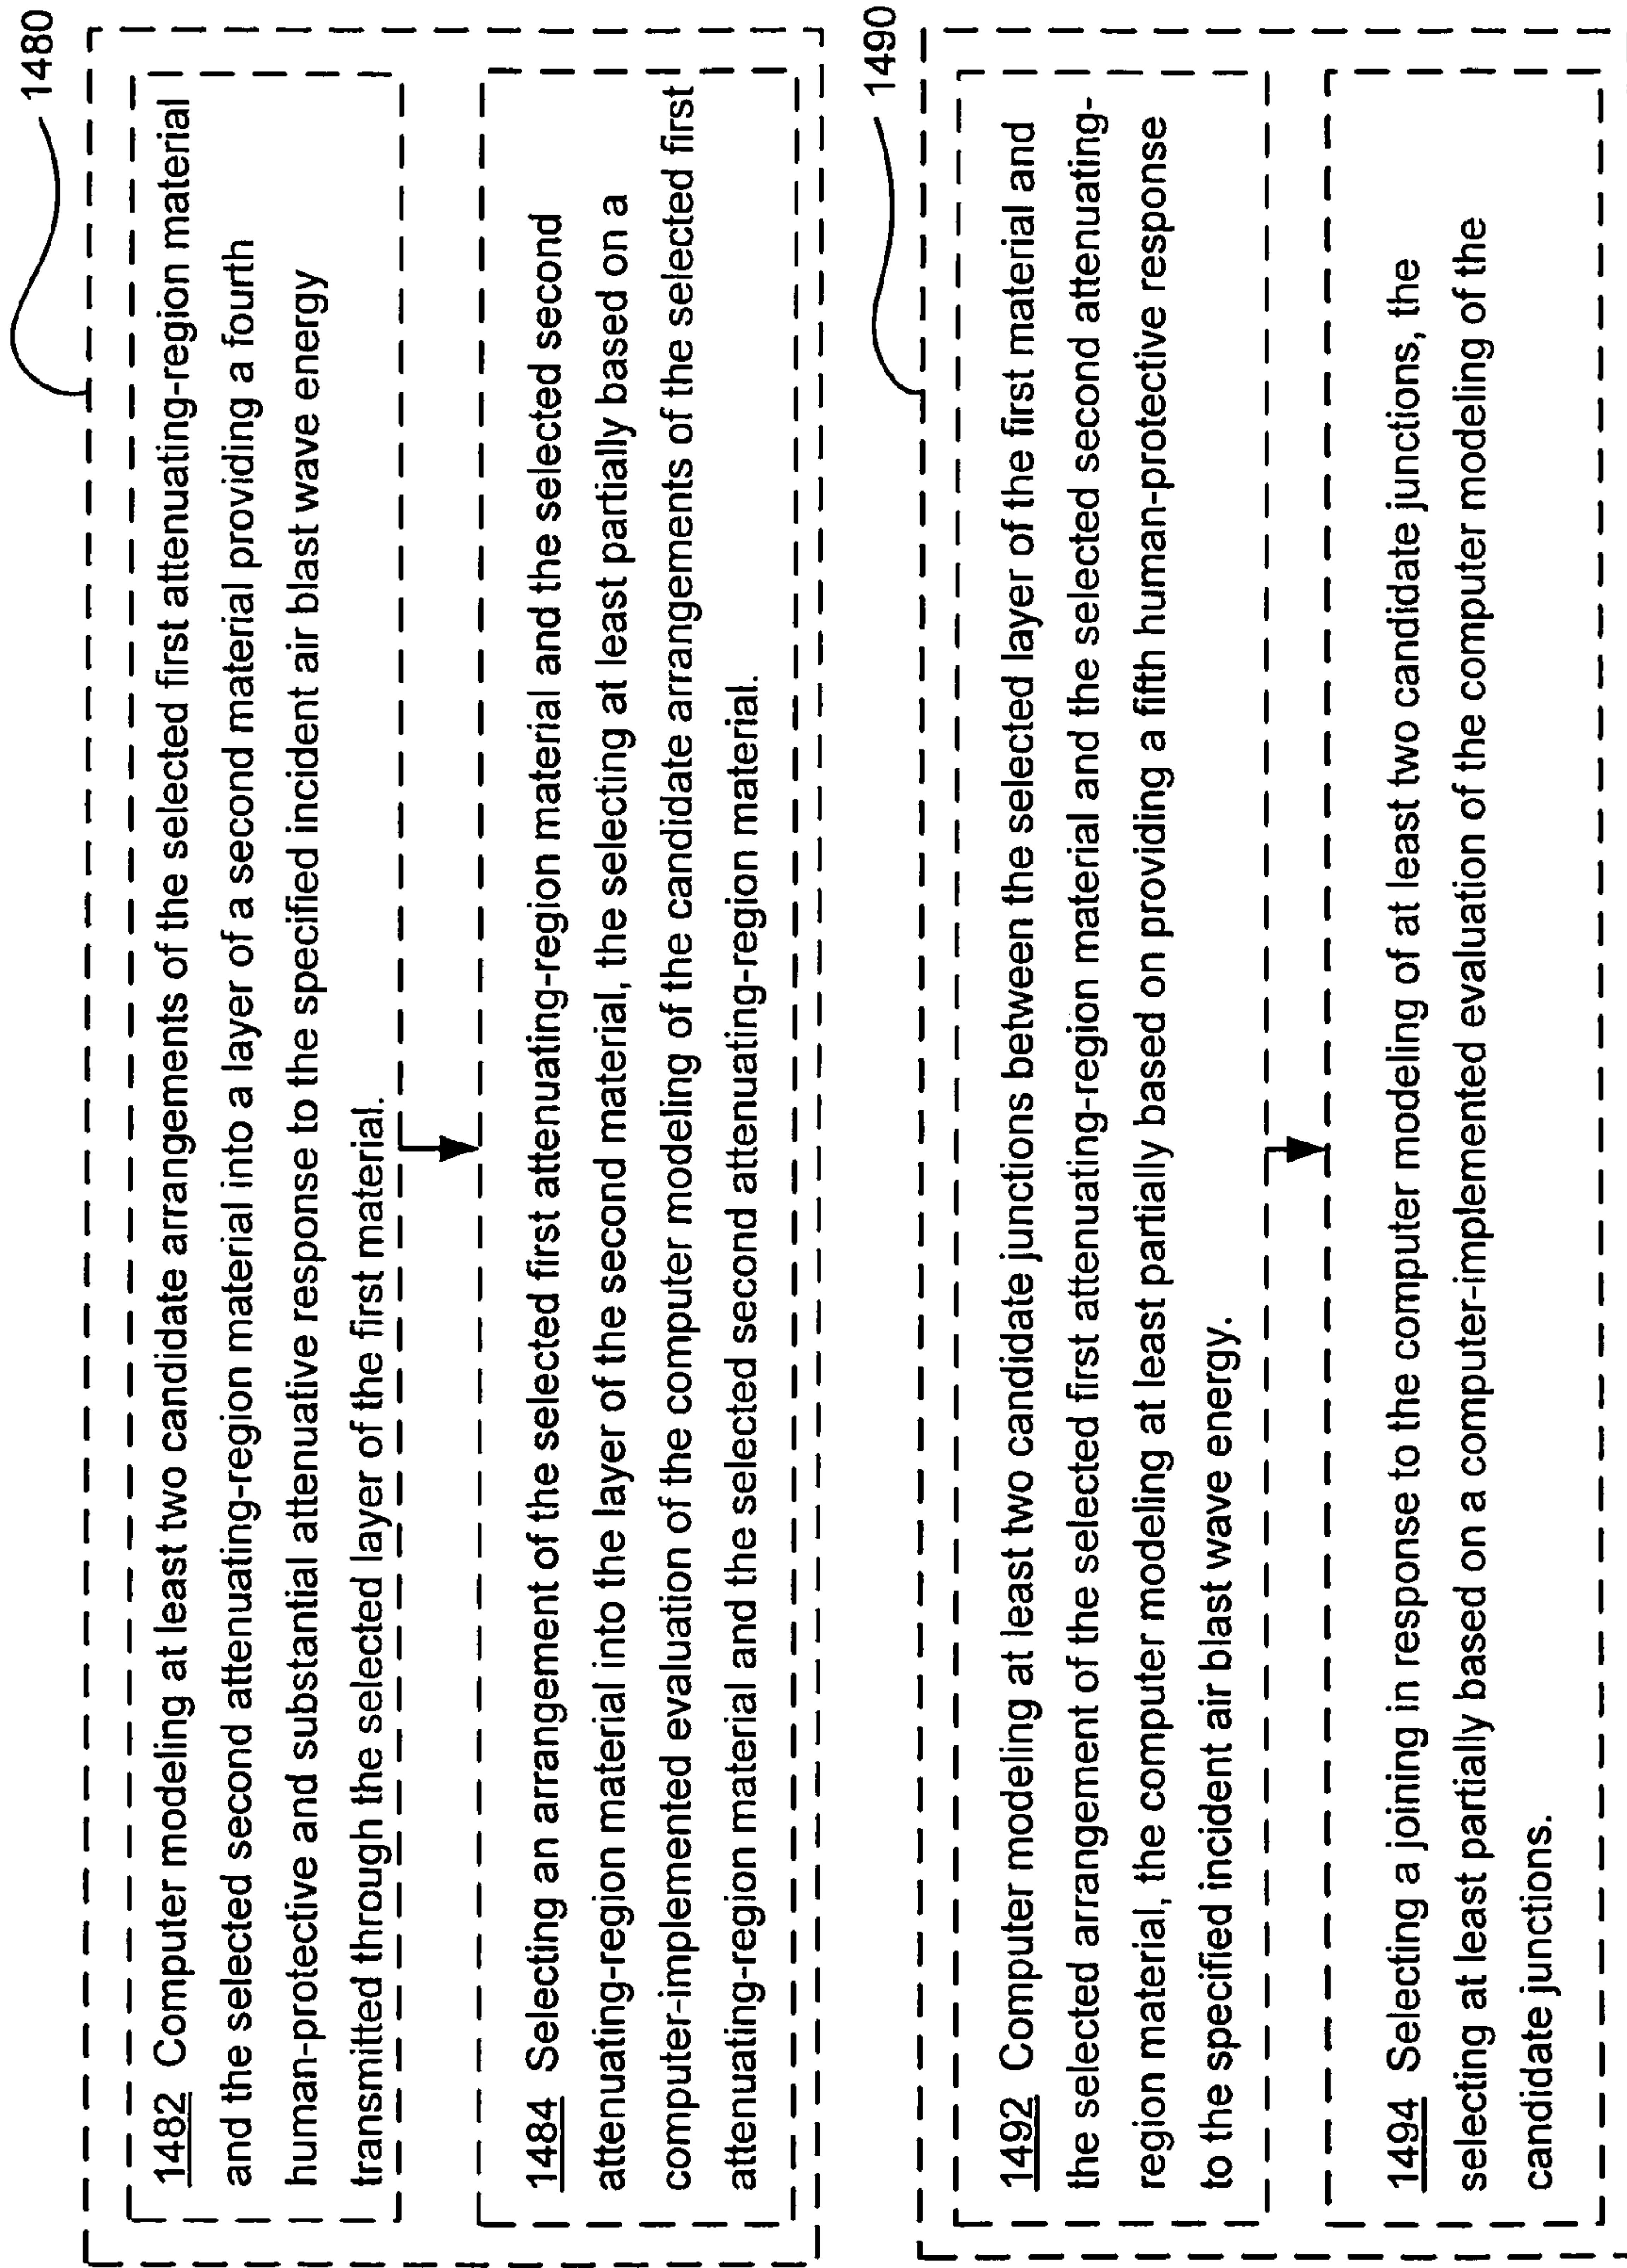 1480
1482 Computer modeling at least two candidate arrangements of the selected first attenuating-region material
and the selected second attenuating-region material into a layer of a second material providing a fourth
human-protective and substantial attenuative response to the specified incident air blast wave energy
transmitted through the selected layer of the first material.
1484 Selecting an arrangement of the selected first attenuating-region material and the selected second
attenuating-region material into the layer of the second material, the selecting at least partially based on a
computer-implemented evaluation of the computer modeling of the candidate arrangements of the selected first
attenuating-region material and the selected second attenuating-region material.
1490
1492 Computer modeling at least two candidate junctions between the selected layer of the first material and
the selected arrangement of the selected first attenuating-region material and the selected second attenuating-
region material, the computer modeling at least partially based on providing a fifth human-protective response
to the specified incident air blast wave energy.
1494 Selecting a joining in response to the computer modeling of at least two candidate junctions, the
selecting at least partially based on a computer-implemented evaluation of the computer modeling of the
candidate junctions.